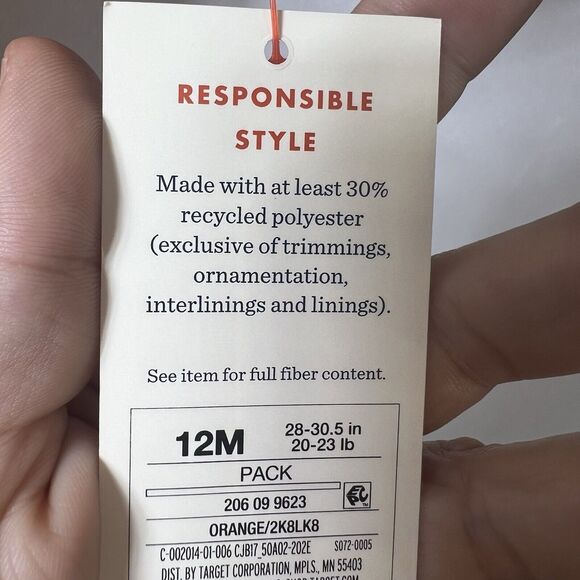 RESPONSIBLE
STYLE
Made with at least 30%
recycled polyester
(exclusive of trimmings,
ornamentation,
interlinings and linings).
See item for full fiber content.
12M 28-30.5 in
20-23 lb
PACK
206 09 9623
ORANGE/2K8LK8
C-002014-01-006 CJB17_50A02-202E S072-0005
DIST. BY TARGET CORPORATION, MPLS., MN 55403